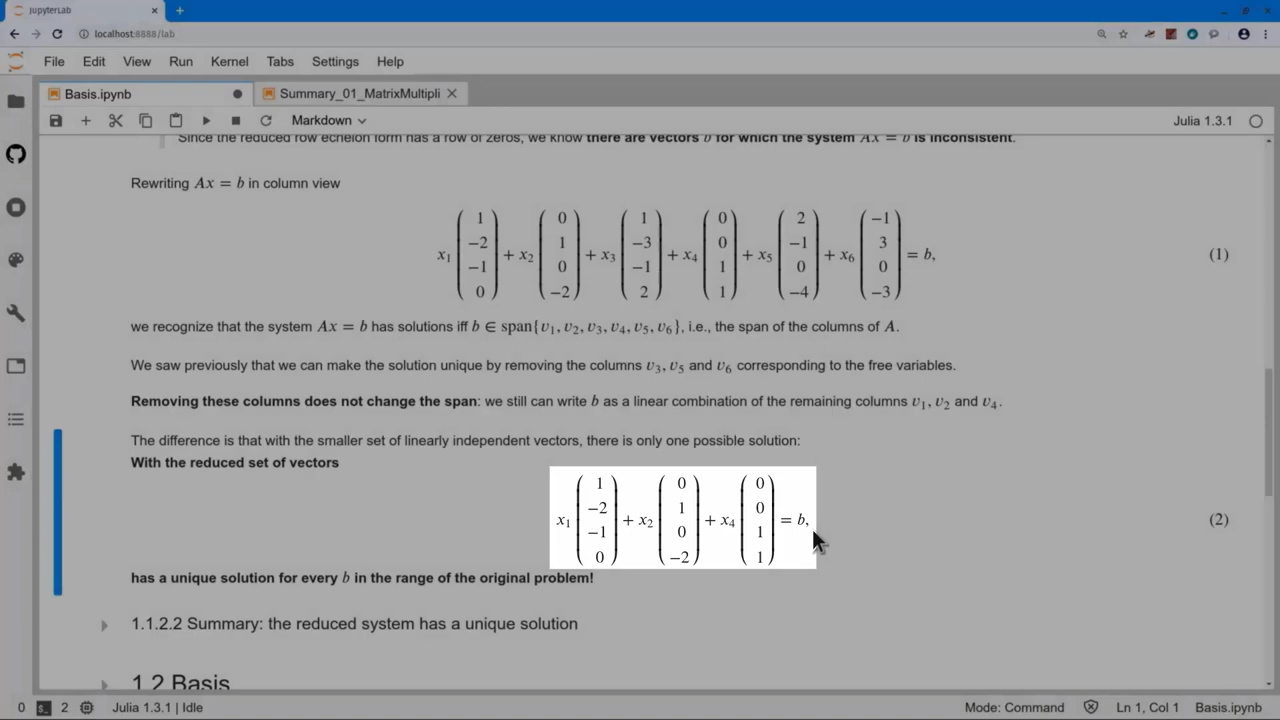 JupyterLab
localhost:8888/lab
File Edit View Run Kernel Tabs Settings Help
Basis.ipynb Summary_01_MatrixMultipli
Markdown Julia 1.3.1
Since the reduced row echelon form has a row of zeros, we know there are vectors b for which the system Ax = b is inconsistent.
Rewriting Ax = b in column view
x₁ (1 −2 −1 0) + x₂ (0 1 0 −2) + x₃ (1 −3 −1 2) + x₄ (0 0 1 1) + x₅ (2 −1 0 −4) + x₆ (−1 3 0 −3) = b, (1)
we recognize that the system Ax = b has solutions iff b ∈ span{v₁, v₂, v₃, v₄, v₅, v₆}, i.e., the span of the columns of A.
We saw previously that we can make the solution unique by removing the columns v₃, v₅ and v₆ corresponding to the free variables.
Removing these columns does not change the span: we still can write b as a linear combination of the remaining columns v₁, v₂ and v₄.
The difference is that with the smaller set of linearly independent vectors, there is only one possible solution:
With the reduced set of vectors
x₁ (1 −2 −1 0) + x₂ (0 1 0 −2) + x₄ (0 0 1 1) = b, (2)
has a unique solution for every b in the range of the original problem!
1.1.2.2 Summary: the reduced system has a unique solution
1.2 Basis
0 2 Julia 1.3.1 | Idle Mode: Command Ln 1, Col 1 Basis.ipynb